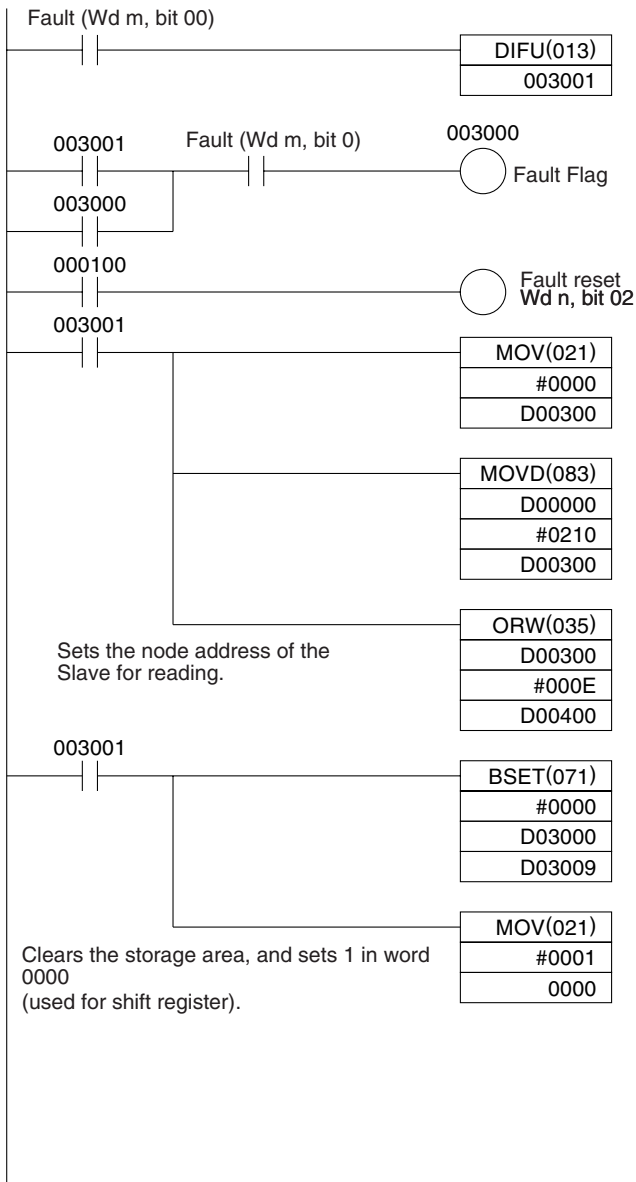 Fault (Wd m, bit 00)
DIFU(013)
003001
003001
Fault (Wd m, bit 0)
003000
Fault Flag
003000
000100
Fault reset
Wd n, bit 02
003001
MOV(021)
#0000
D00300
MOVD(083)
D00000
#0210
D00300
ORW(035)
D00300
#000E
D00400
Sets the node address of the
Slave for reading.
003001
BSET(071)
#0000
D03000
D03009
MOV(021)
#0001
0000
Clears the storage area, and sets 1 in word
0000
(used for shift register).